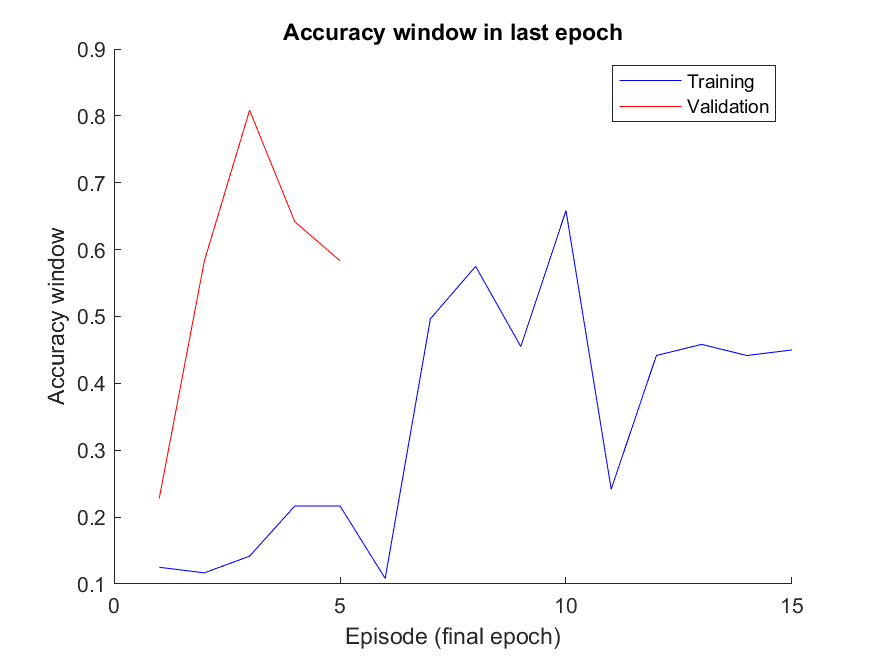 Accuracy window in last epoch
Training
Validation
0.9
0.8
0.7
0.6
0.5
0.4
0.3
0.2
0.1
Accuracy window
0
5
10
15
Episode (final epoch)